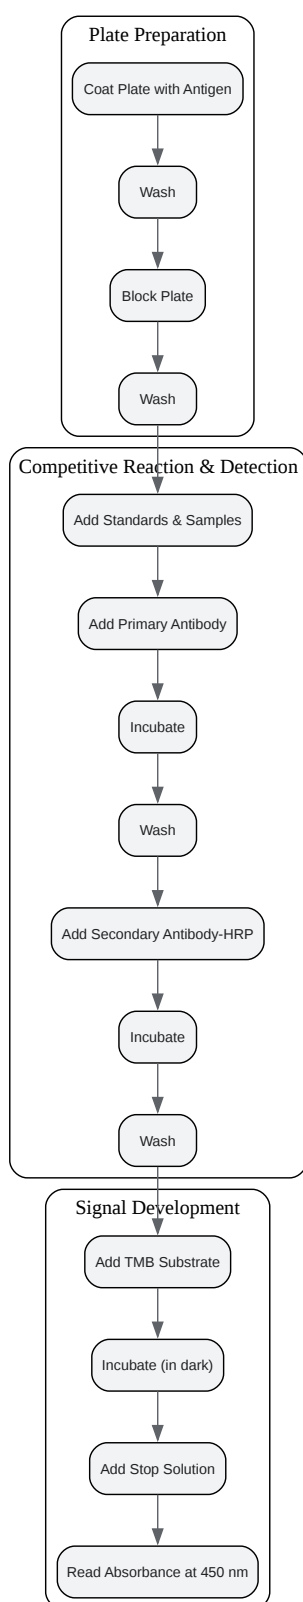 Plate Preparation
Coat Plate with Antigen
Wash
Block Plate
Wash
Competitive Reaction & Detection
Add Standards & Samples
Add Primary Antibody
Incubate
Wash
Add Secondary Antibody-HRP
Incubate
Wash
Signal Development
Add TMB Substrate
Incubate (in dark)
Add Stop Solution
Read Absorbance at 450 nm